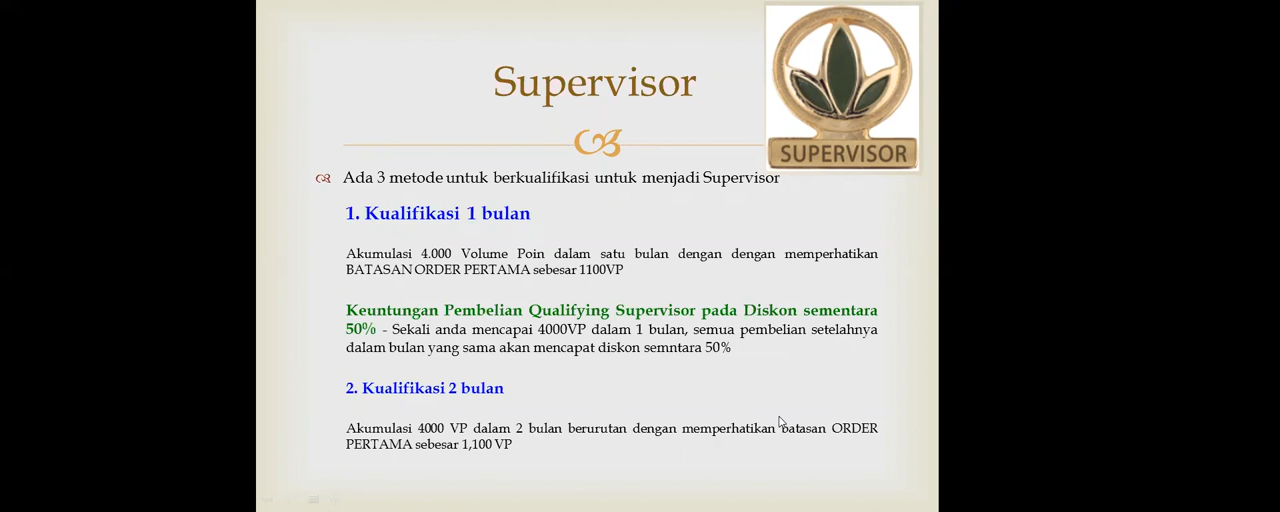 Supervisor
SUPERVISOR
Ada 3 metode untuk berkualifikasi untuk menjadi Supervisor
1. Kualifikasi 1 bulan
Akumulasi 4.000 Volume Poin dalam satu bulan dengan dengan memperhatikan
BATASAN ORDER PERTAMA sebesar 1100VP
Keuntungan Pembelian Qualifying Supervisor pada Diskon sementara
50% - Sekali anda mencapai 4000VP dalam 1 bulan, semua pembelian setelahnya
dalam bulan yang sama akan mencapat diskon semntara 50%
2. Kualifikasi 2 bulan
Akumulasi 4000 VP dalam 2 bulan berurutan dengan memperhatikan batasan ORDER
PERTAMA sebesar 1,100 VP